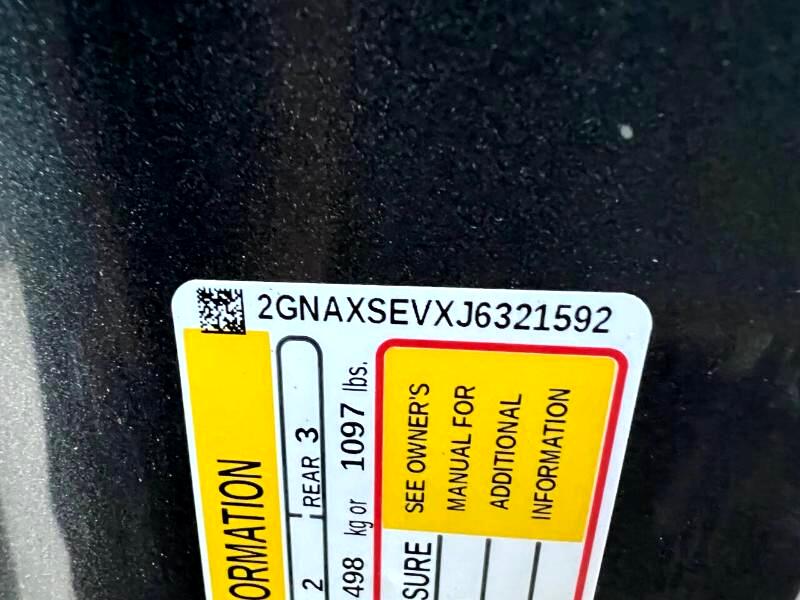 2GNAXSEVXJ6321592
ORMATION
2 REAR 3
498 kg or 1097 lbs.
SURE
SEE OWNER'S
MANUAL FOR
ADDITIONAL
INFORMATION